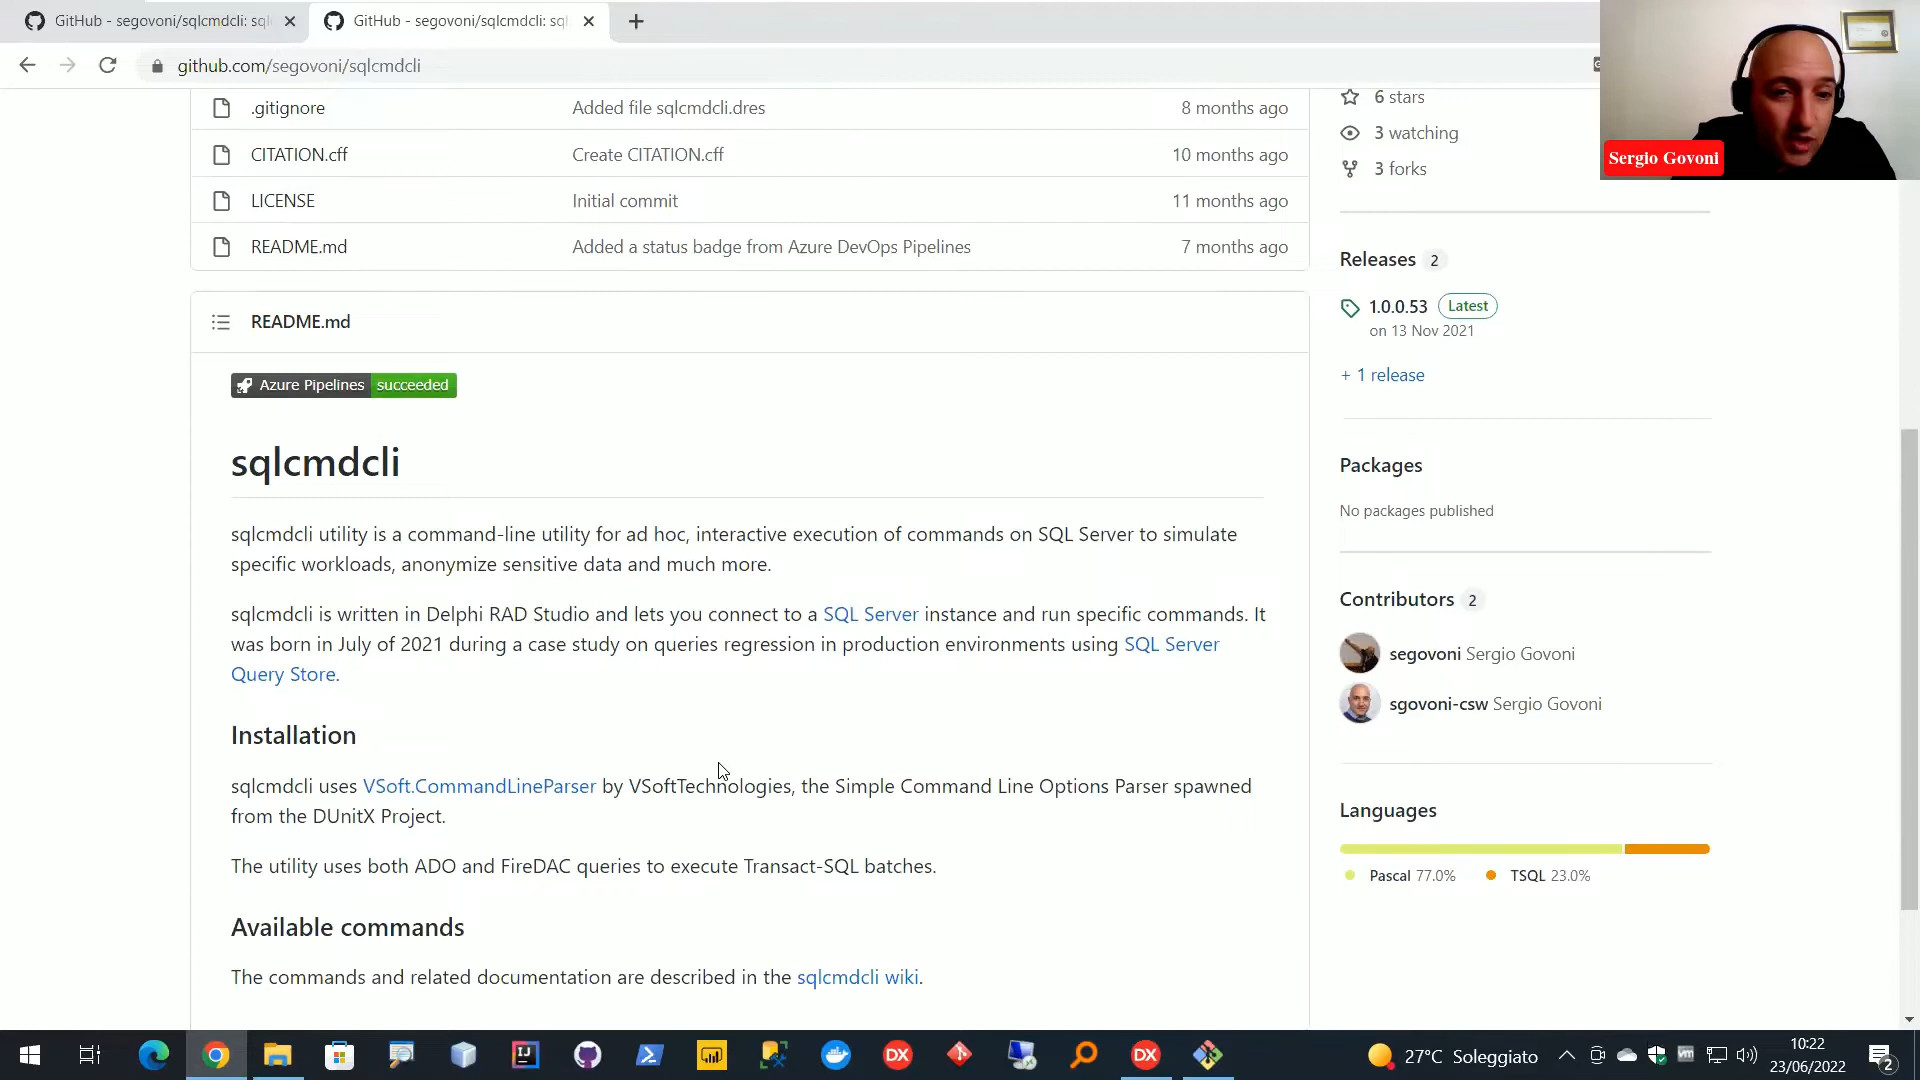 GitHub - segovoni/sqlcmdcli: sql
GitHub - segovoni/sqlcmdcli: sql
github.com/segovoni/sqlcmdcli
Sergio Govoni
.gitignore Added file sqlcmdcli.dres 8 months ago
CITATION.cff Create CITATION.cff 10 months ago
LICENSE Initial commit 11 months ago
README.md Added a status badge from Azure DevOps Pipelines 7 months ago
README.md
Azure Pipelines succeeded
sqlcmdcli
sqlcmdcli utility is a command-line utility for ad hoc, interactive execution of commands on SQL Server to simulate
specific workloads, anonymize sensitive data and much more.
sqlcmdcli is written in Delphi RAD Studio and lets you connect to a SQL Server instance and run specific commands. It
was born in July of 2021 during a case study on queries regression in production environments using SQL Server
Query Store.
Installation
sqlcmdcli uses VSoft.CommandLineParser by VSoftTechnologies, the Simple Command Line Options Parser spawned
from the DUnitX Project.
The utility uses both ADO and FireDAC queries to execute Transact-SQL batches.
Available commands
The commands and related documentation are described in the sqlcmdcli wiki.
6 stars
3 watching
3 forks
Releases 2
1.0.0.53 Latest
on 13 Nov 2021
+ 1 release
Packages
No packages published
Contributors 2
segovoni Sergio Govoni
sgovoni-csw Sergio Govoni
Languages
Pascal 77.0% TSQL 23.0%
IJ
DX
DX
27°C Soleggiato
vm
10:22
23/06/2022
2